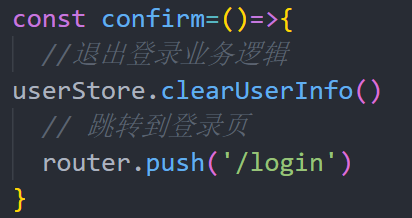 const confirm=()=>{
//退出登录业务逻辑
userStore.clearUserInfo()
// 跳转到登录页
router.push('/login')
}